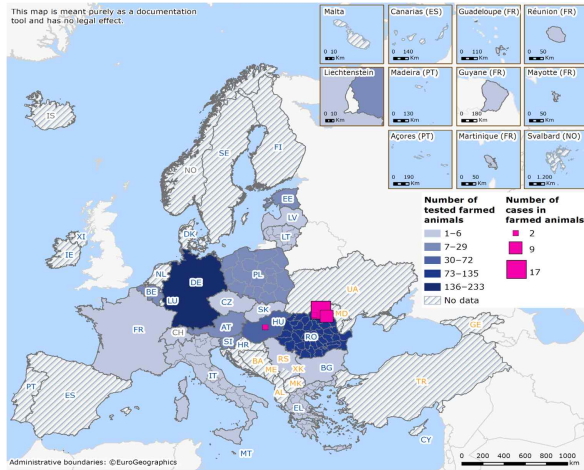 This map is meant purely as a documentation
tool and has no legal effect.
Malta
Canarias (ES)
Guadeloupe (FR)
Réunion (FR)
0 10 Km
0 140 Km
110 Km
0 50 Km
Liechtenstein
Madeira (PT)
Guyane (FR)
Mayotte (FR)
0 10 Km
130 Km
180 Km
50 Km
Açores (PT)
Martinique (FR)
Svalbard (NO)
0 190 Km
0 50 Km
0 1.200 Km
Number of
tested farmed
animals
1–6
7–29
30–72
73–135
136–233
No data
Number of
cases in
farmed animals
2
9
17
IS
NO
SE
FI
EE
LV
LT
DK
XI
IE
NL
BE
LU
DE
PL
CZ
SK
UA
MD
FR
CH
AT
HU
SI
HR
RO
BA
RS
ME
XK
BG
MK
AL
IT
EL
PT
ES
MT
CY
TR
GE
Administrative boundaries: ©EuroGeographics
0 200 400 600 800 1000
km